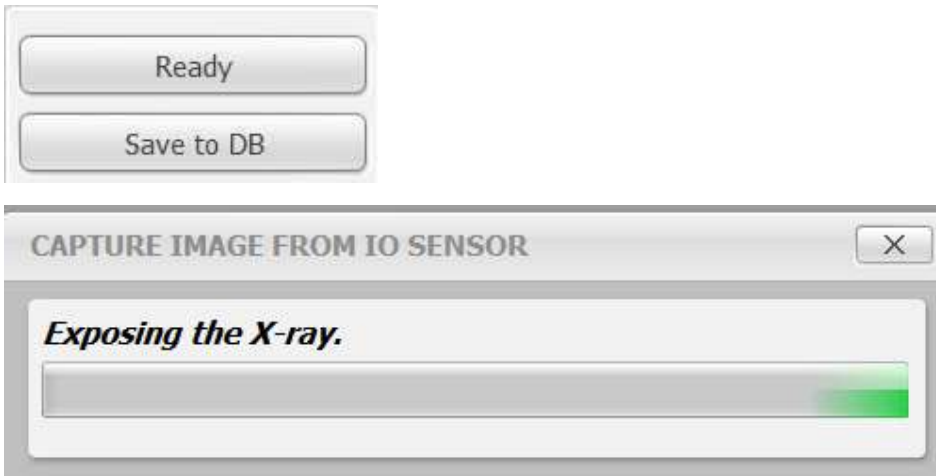 Ready
Save to DB
CAPTURE IMAGE FROM IO SENSOR
Exposing the X-ray.